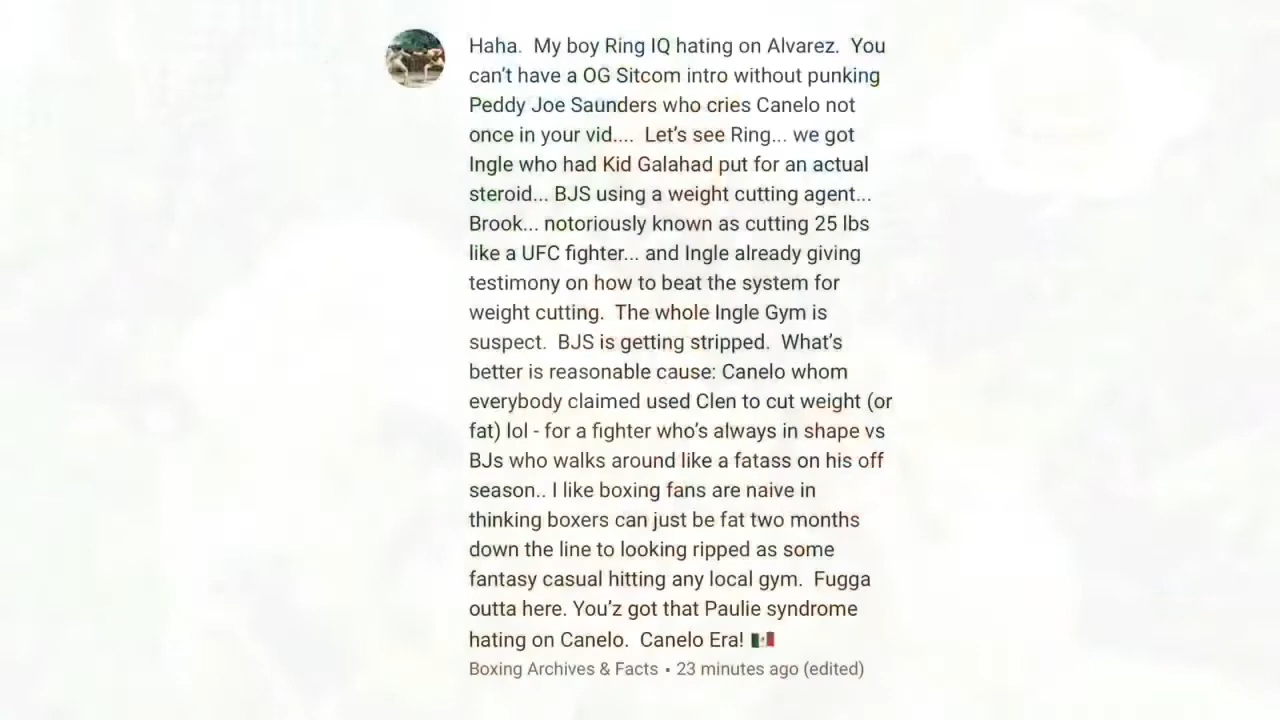 Haha.  My boy Ring IQ hating on Alvarez.  You
can't have a OG Sitcom intro without punking
Peddy Joe Saunders who cries Canelo not
once in your vid....  Let's see Ring... we got
Ingle who had Kid Galahad put for an actual
steroid... BJS using a weight cutting agent...
Brook... notoriously known as cutting 25 lbs
like a UFC fighter... and Ingle already giving
testimony on how to beat the system for
weight cutting.  The whole Ingle Gym is
suspect.  BJS is getting stripped.  What's
better is reasonable cause: Canelo whom
everybody claimed used Clen to cut weight (or
fat) lol - for a fighter who's always in shape vs
BJs who walks around like a fatass on his off
season.. I like boxing fans are naive in
thinking boxers can just be fat two months
down the line to looking ripped as some
fantasy casual hitting any local gym.  Fugga
outta here. You'z got that Paulie syndrome
hating on Canelo.  Canelo Era! 🇲🇽
Boxing Archives & Facts • 23 minutes ago (edited)